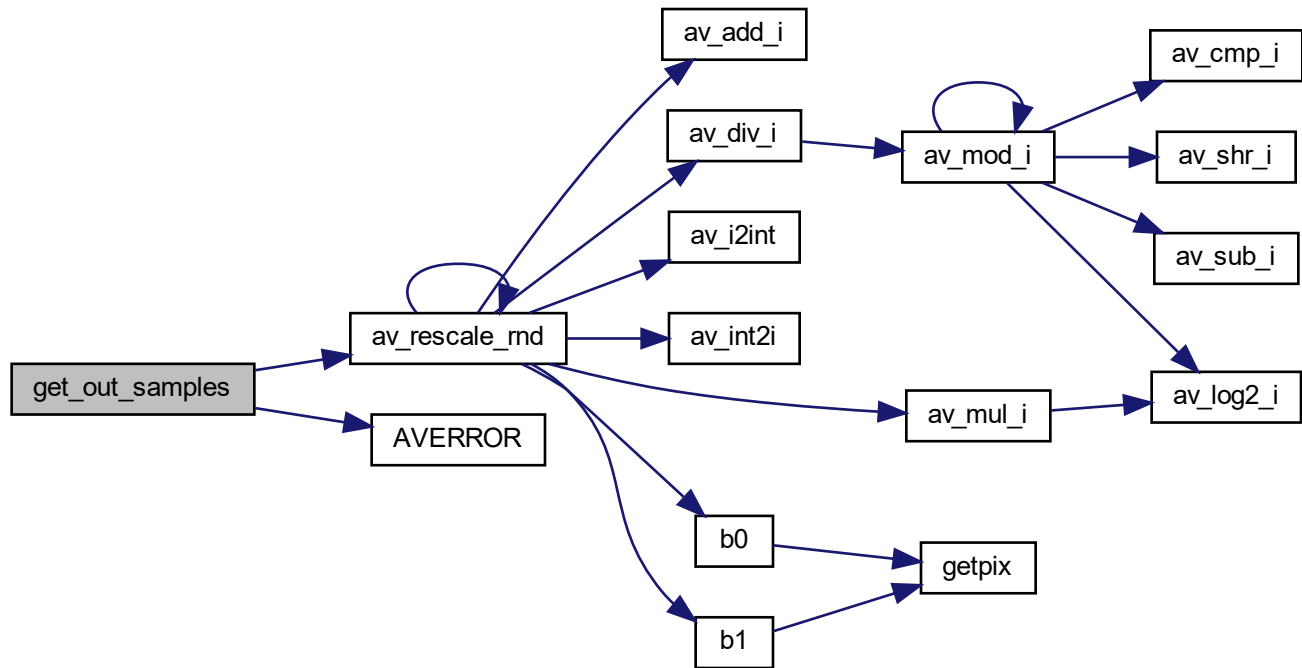 av_add_i
av_cmp_i
av_div_i
av_mod_i
av_shr_i
av_i2int
av_sub_i
av_rescale_rnd
av_int2i
get_out_samples
av_log2_i
av_mul_i
AVERROR
b0
getpix
b1